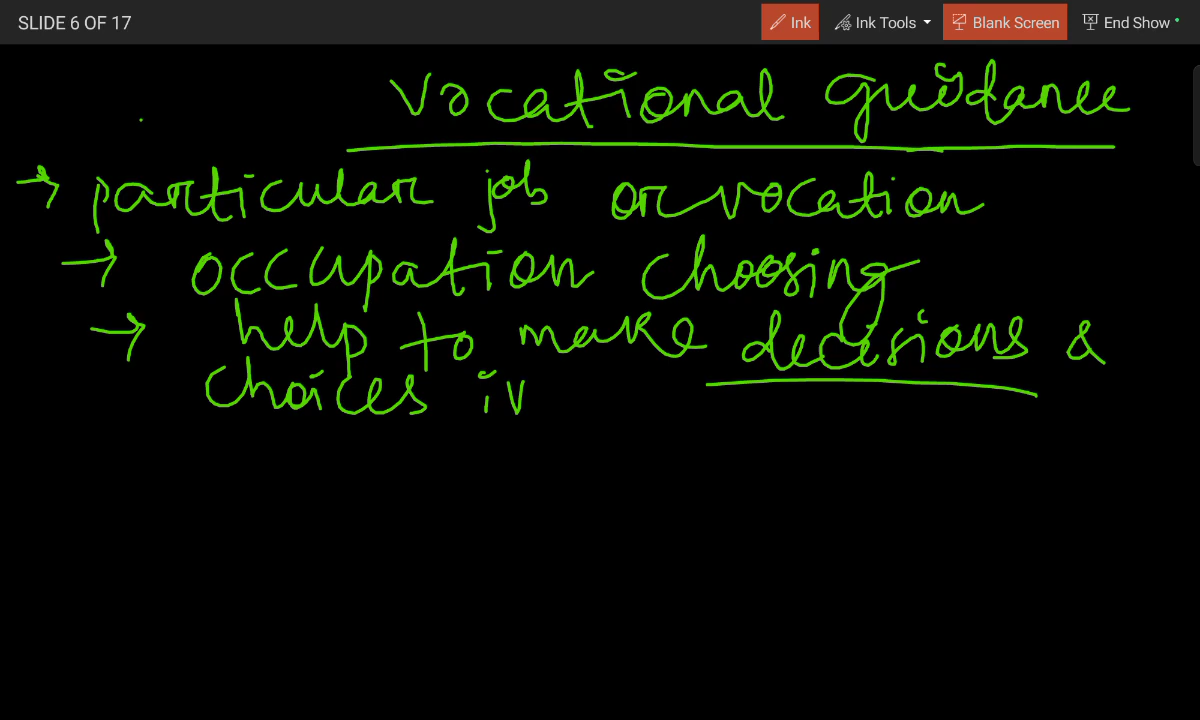 SLIDE 6 OF 17 Ink Ink Tools Blank Screen End Show
Vocational guidance
→ particular job or vocation
→ occupation choosing
→ help to make decisions &
choices in